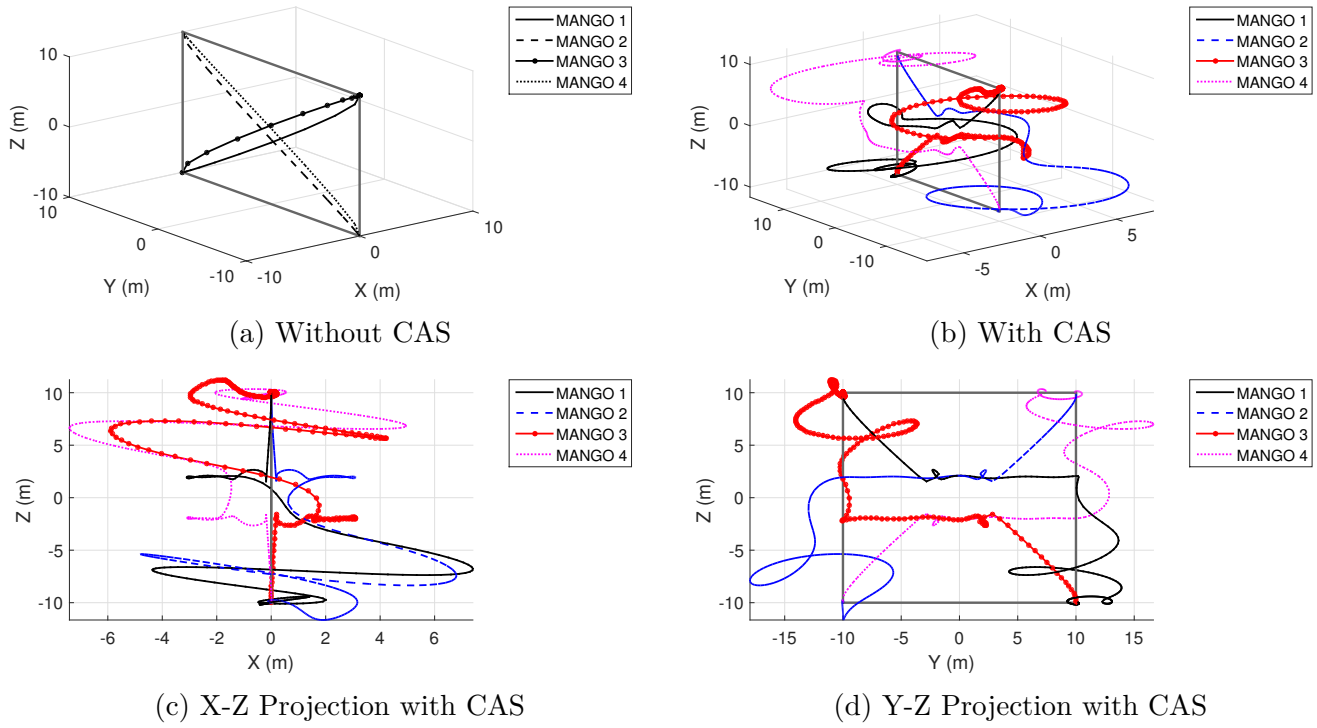 MANGO 1
MANGO 2
MANGO 3
MANGO 4
10
0
-10
Z (m)
10
0
-10
Y (m)
-10
0
10
X (m)
(a) Without CAS
MANGO 1
MANGO 2
MANGO 3
MANGO 4
10
0
-10
Z (m)
10
0
-10
Y (m)
-5
0
5
X (m)
(b) With CAS
MANGO 1
MANGO 2
MANGO 3
MANGO 4
10
5
0
-5
-10
Z (m)
-6 -4 -2 0 2 4 6
X (m)
(c) X-Z Projection with CAS
MANGO 1
MANGO 2
MANGO 3
MANGO 4
10
5
0
-5
-10
Z (m)
-15 -10 -5 0 5 10 15
Y (m)
(d) Y-Z Projection with CAS